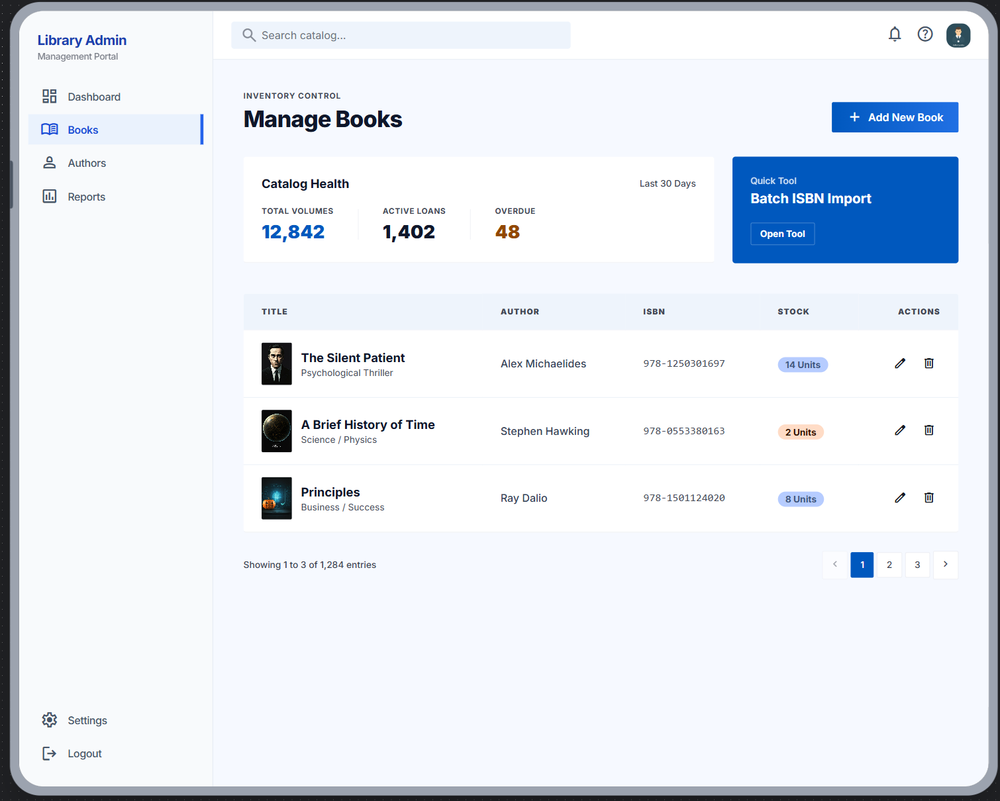 Library Admin
Management Portal
Dashboard
Books
Authors
Reports
Settings
Logout
Search catalog...
INVENTORY CONTROL
Manage Books
Add New Book
Catalog Health
Last 30 Days
TOTAL VOLUMES
12,842
ACTIVE LOANS
1,402
OVERDUE
48
Quick Tool
Batch ISBN Import
Open Tool
TITLE AUTHOR ISBN STOCK ACTIONS
The Silent Patient
Psychological Thriller
Alex Michaelides
978-1250301697
14 Units
A Brief History of Time
Science / Physics
Stephen Hawking
978-0553380163
2 Units
Principles
Business / Success
Ray Dalio
978-1501124020
8 Units
Showing 1 to 3 of 1,284 entries
1 2 3